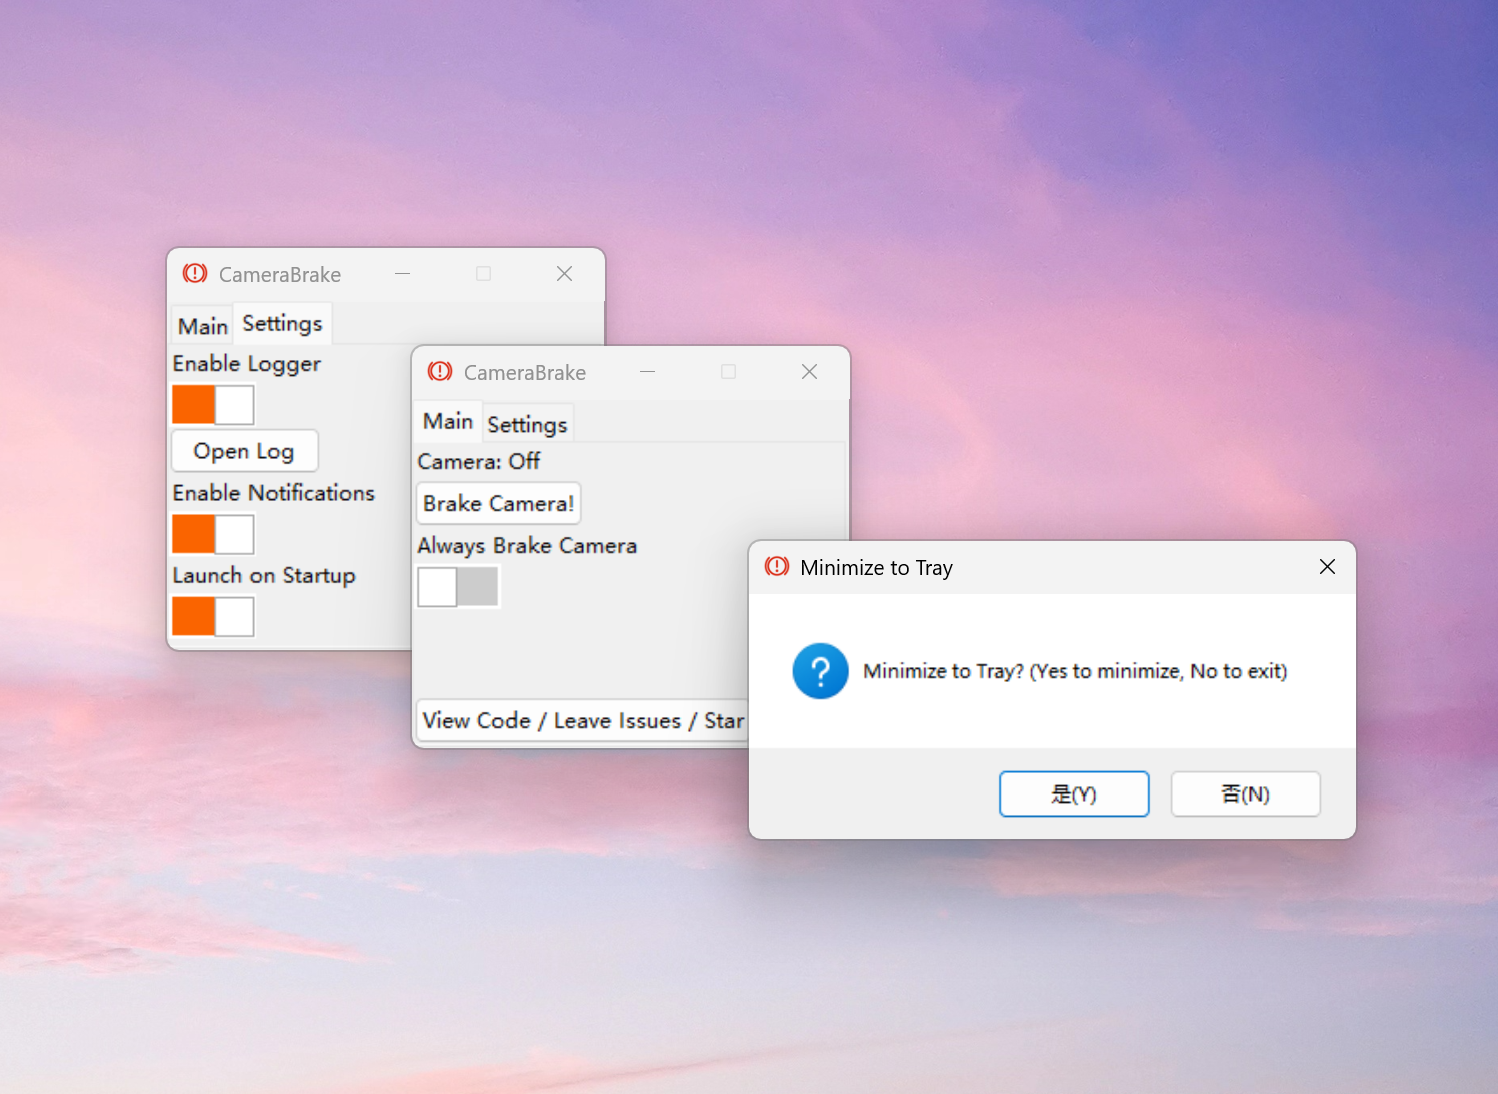 CameraBrake
Main Settings
Enable Logger
Open Log
Enable Notifications
Launch on Startup
CameraBrake
Main Settings
Camera: Off
Brake Camera!
Always Brake Camera
View Code / Leave Issues / Star
Minimize to Tray
Minimize to Tray? (Yes to minimize, No to exit)
是(Y) 否(N)